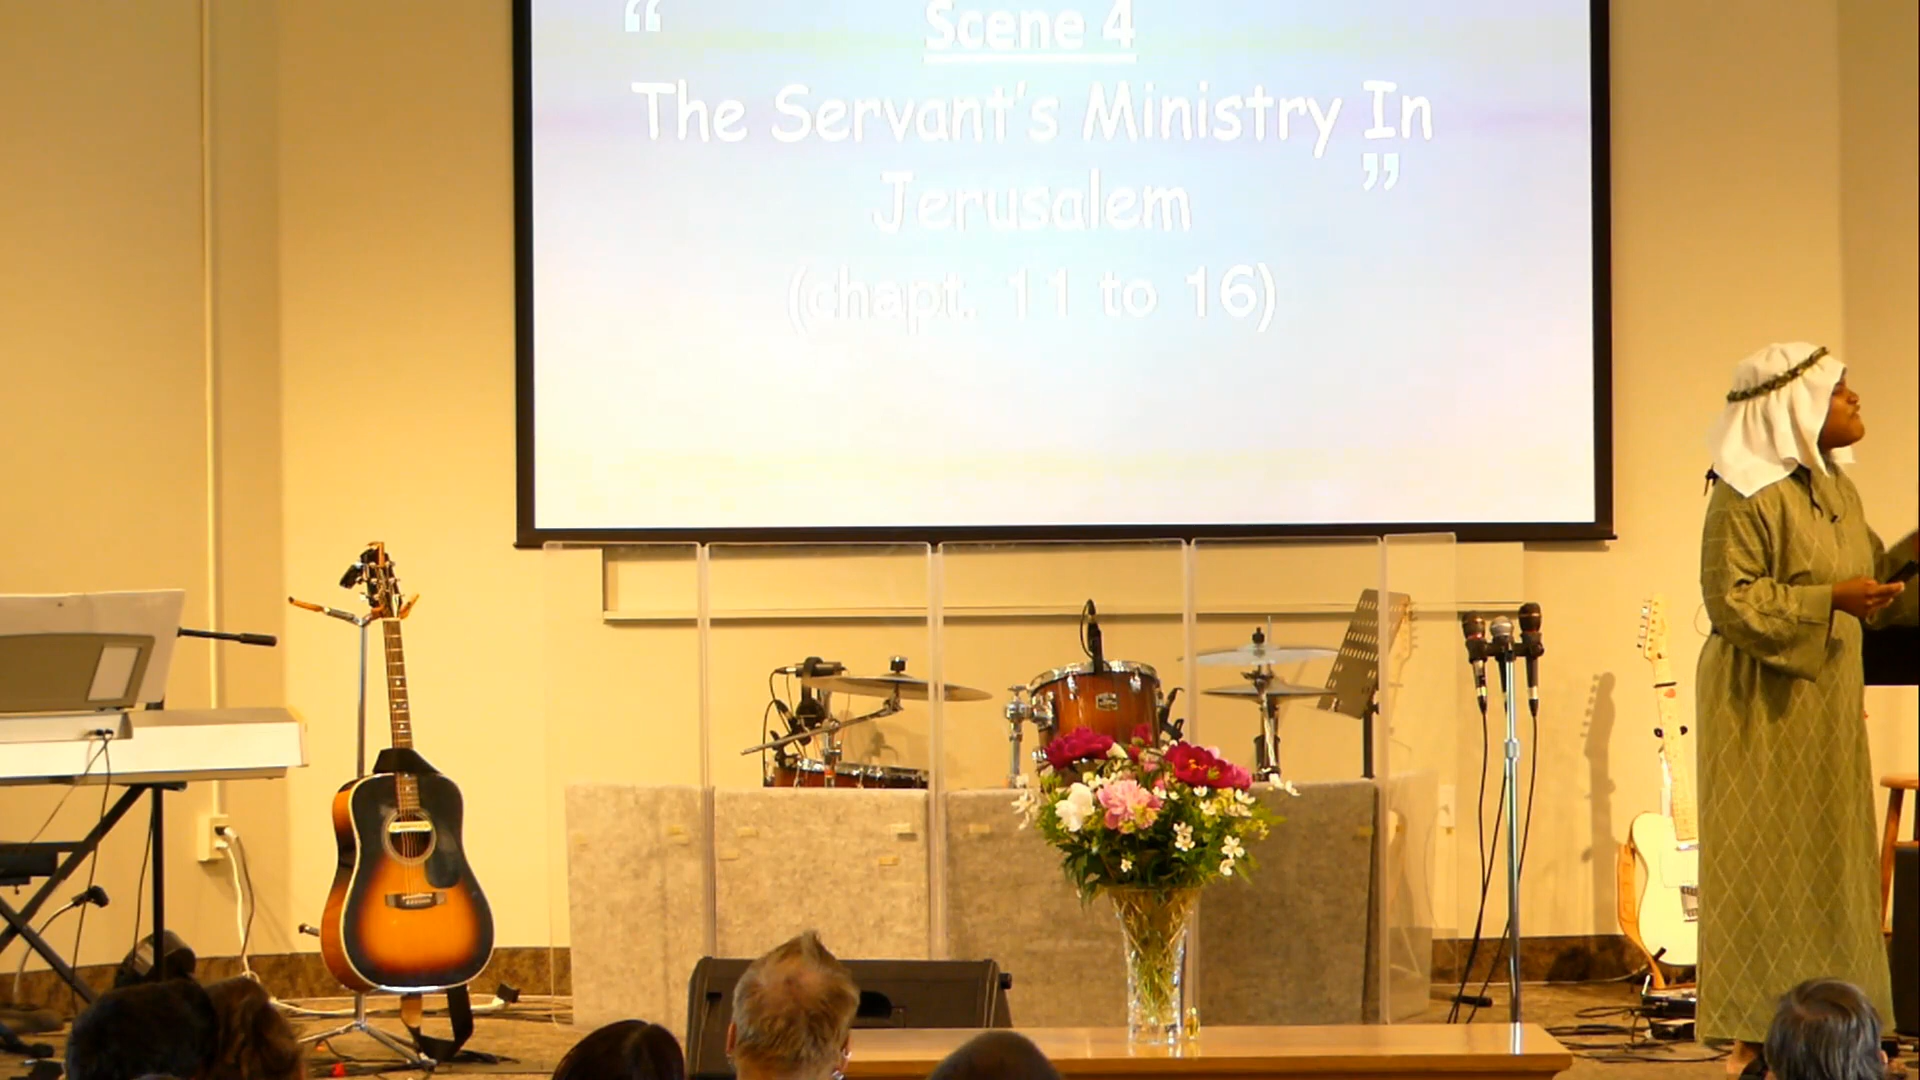 “ Scene 4
The Servant’s Ministry In
Jerusalem ”
(chapt. 11 to 16)